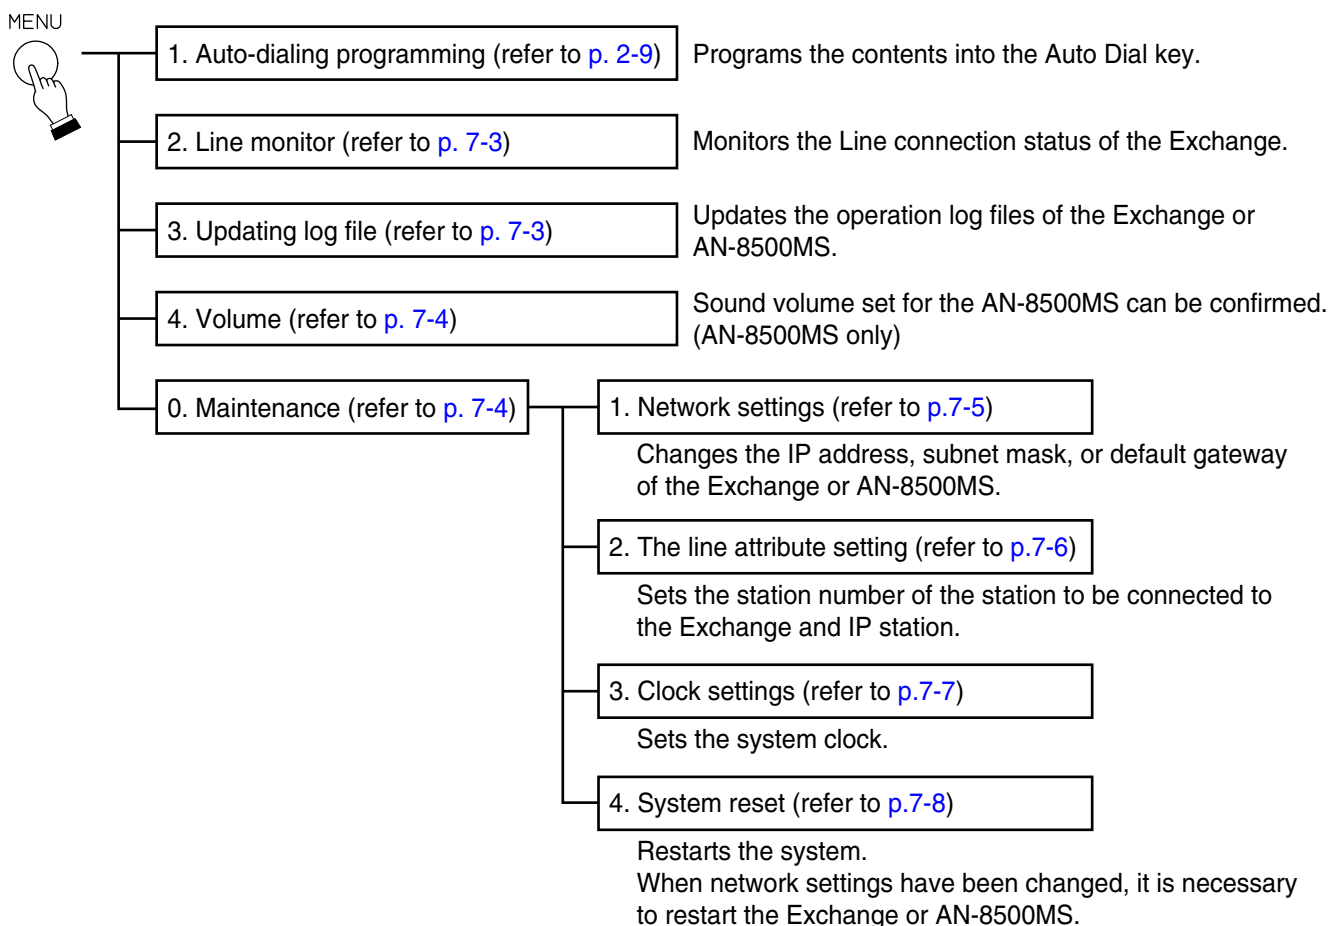 MENU
1. Auto-dialing programming (refer to p. 2-9)
Programs the contents into the Auto Dial key.
2. Line monitor (refer to p. 7-3)
Monitors the Line connection status of the Exchange.
3. Updating log file (refer to p. 7-3)
Updates the operation log files of the Exchange or
AN-8500MS.
4. Volume (refer to p. 7-4)
Sound volume set for the AN-8500MS can be confirmed.
(AN-8500MS only)
0. Maintenance (refer to p. 7-4)
1. Network settings (refer to p.7-5)
Changes the IP address, subnet mask, or default gateway
of the Exchange or AN-8500MS.
2. The line attribute setting (refer to p.7-6)
Sets the station number of the station to be connected to
the Exchange and IP station.
3. Clock settings (refer to p.7-7)
Sets the system clock.
4. System reset (refer to p.7-8)
Restarts the system.
When network settings have been changed, it is necessary
to restart the Exchange or AN-8500MS.